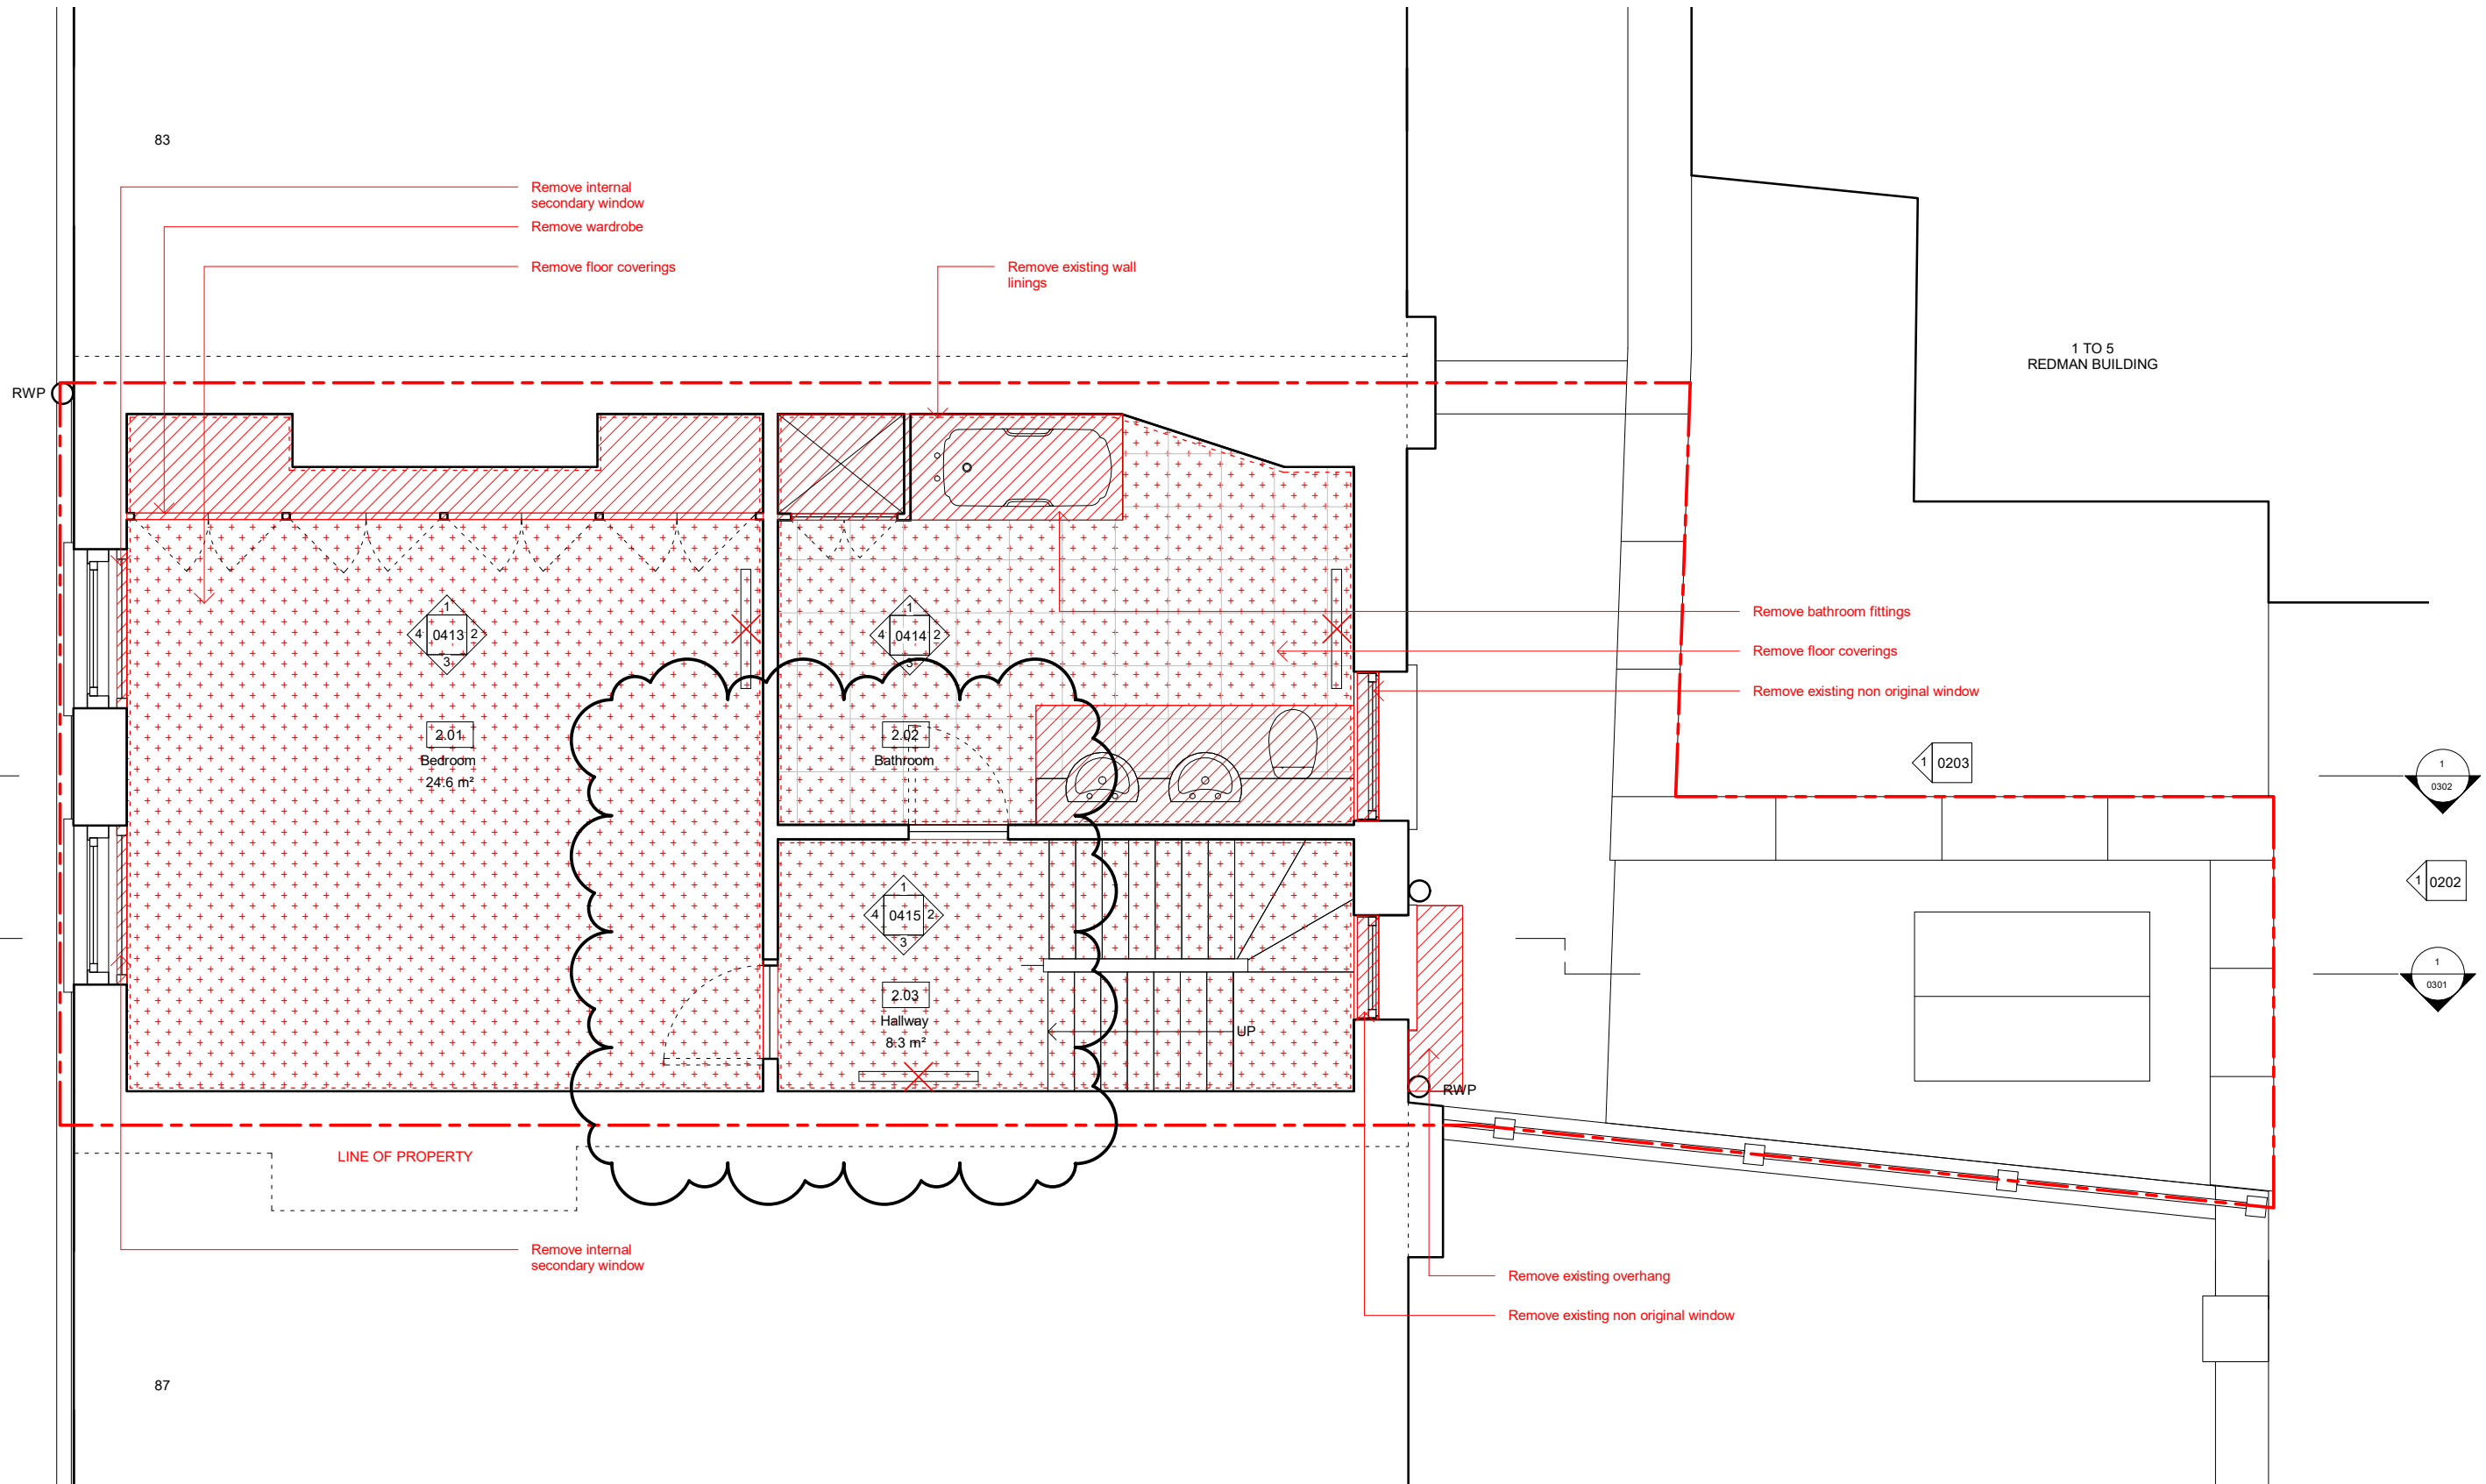 83
Remove internal
secondary window
Remove wardrobe
Remove floor coverings
Remove existing wall
linings
1 TO 5
REDMAN BUILDING
RWP
1
4 0413 2
3
1
4 0414 2
3
Remove bathroom fittings
Remove floor coverings
Remove existing non original window
2.01
Bedroom
24.6 m²
2.02
Bathroom
1 0203
1
0302
1
4 0415 2
3
1 0202
1
0301
2.03
Hallway
8.3 m²
UP
RWP
LINE OF PROPERTY
Remove internal
secondary window
Remove existing overhang
Remove existing non original window
87